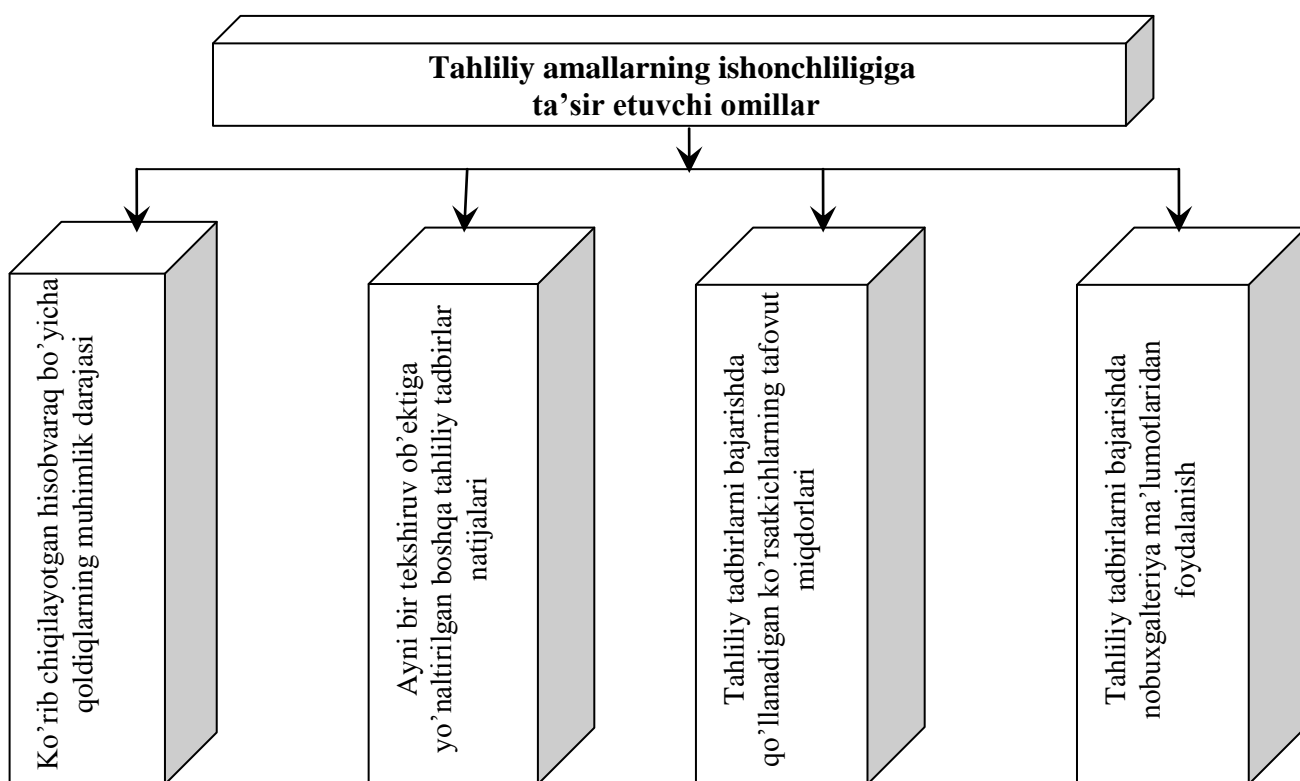 Tahliliy amallarning ishonchliligiga
ta’sir etuvchi omillar
Ko’rib chiqilayotgan hisobvaraq bo’yicha
qoldiqlarning muhimlik darajasi
Ayni bir tekshiruv ob’ektiga
yo’naltirilgan boshqa tahliliy tadbirlar
natijalari
Tahliliy tadbirlarni bajarishda
qo’llanadigan ko’rsatkichlarning tafovut
miqdorlari
Tahliliy tadbirlarni bajarishda
nobuxgalteriya ma’lumotlaridan
foydalanish